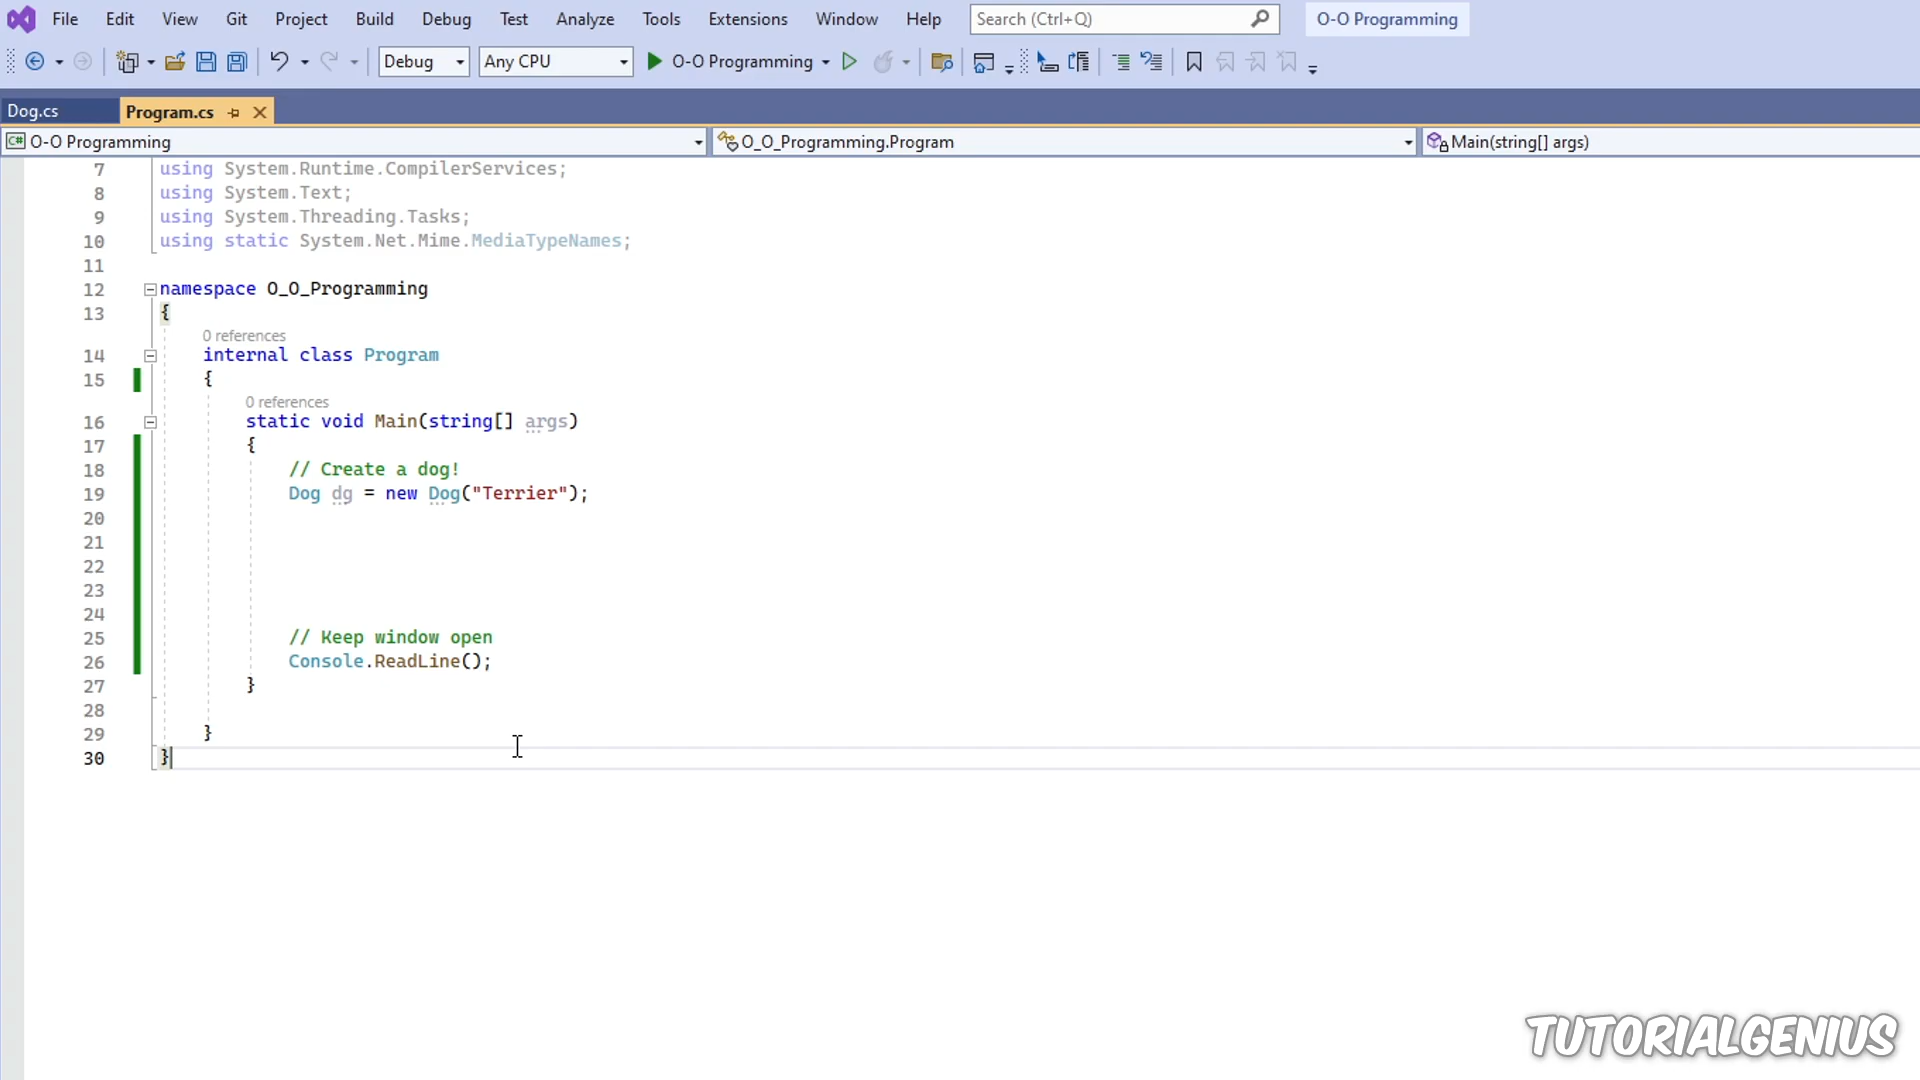 File Edit View Git Project Build Debug Test Analyze Tools Extensions Window Help Search (Ctrl+Q) O-O Programming
Debug Any CPU O-O Programming
Dog.cs Program.cs
C# O-O Programming O_O_Programming.Program Main(string[] args)
7 using System.Runtime.CompilerServices;
8 using System.Text;
9 using System.Threading.Tasks;
10 using static System.Net.Mime.MediaTypeNames;
11
12 namespace O_O_Programming
13 {
0 references
14 internal class Program
15 {
0 references
16 static void Main(string[] args)
17 {
18 // Create a dog!
19 Dog dg = new Dog("Terrier");
20
21
22
23
24
25 // Keep window open
26 Console.ReadLine();
27 }
28
29 }
30 }
TUTORIALGENIUS